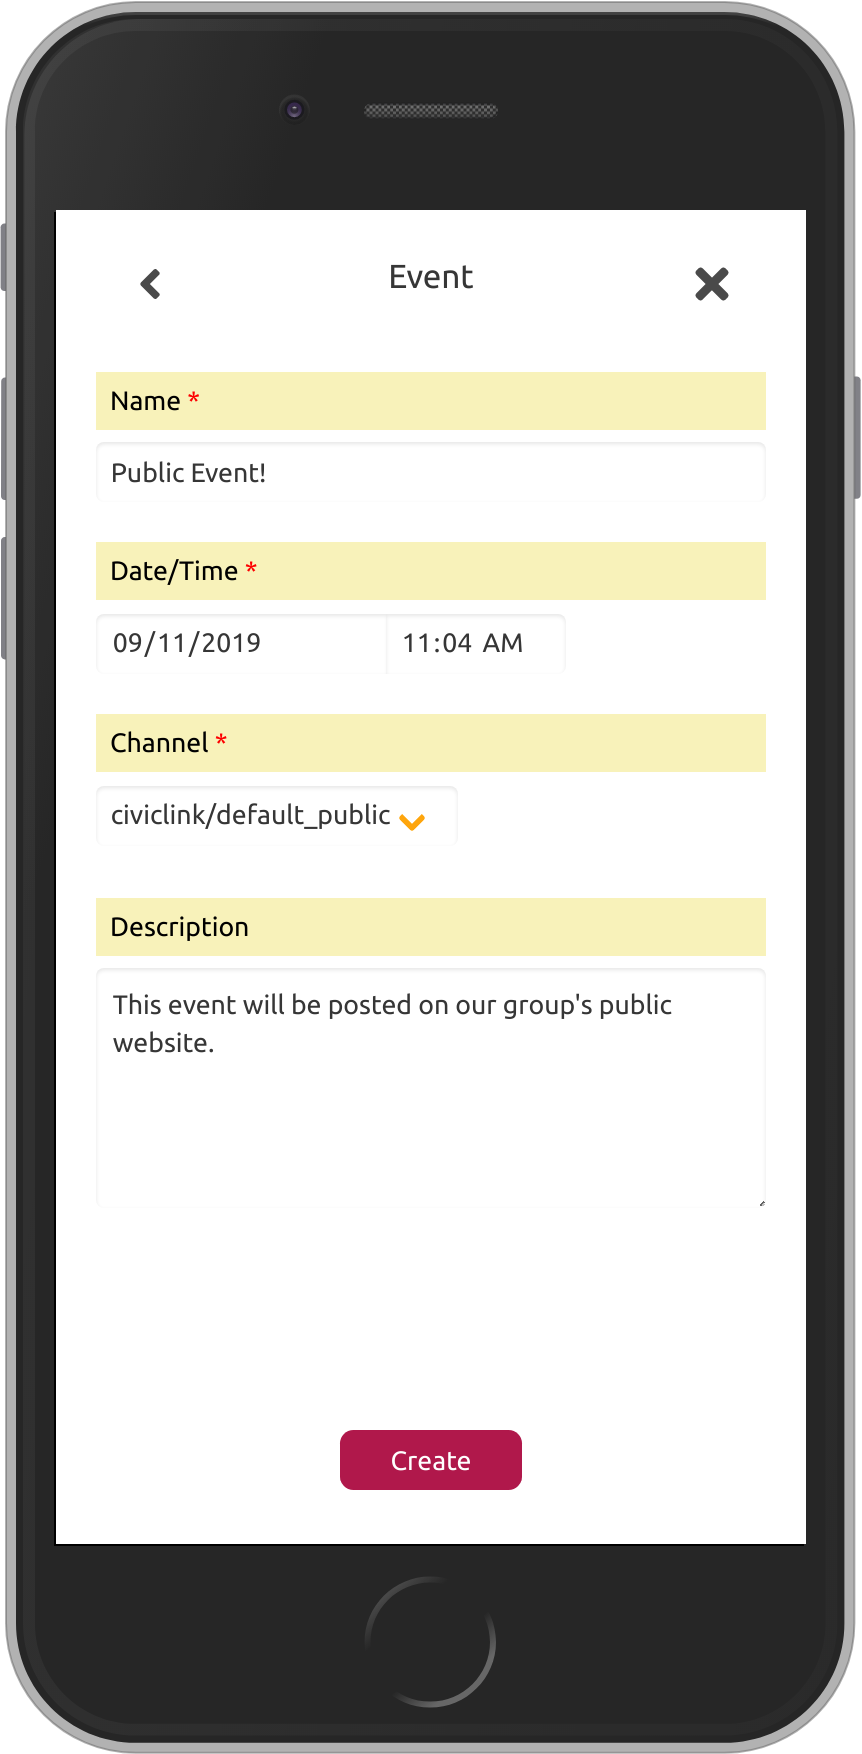 Event
Name *
Public Event!
Date/Time *
09/11/2019 11:04 AM
Channel *
civiclink/default_public
Description
This event will be posted on our group's public
website.
Create